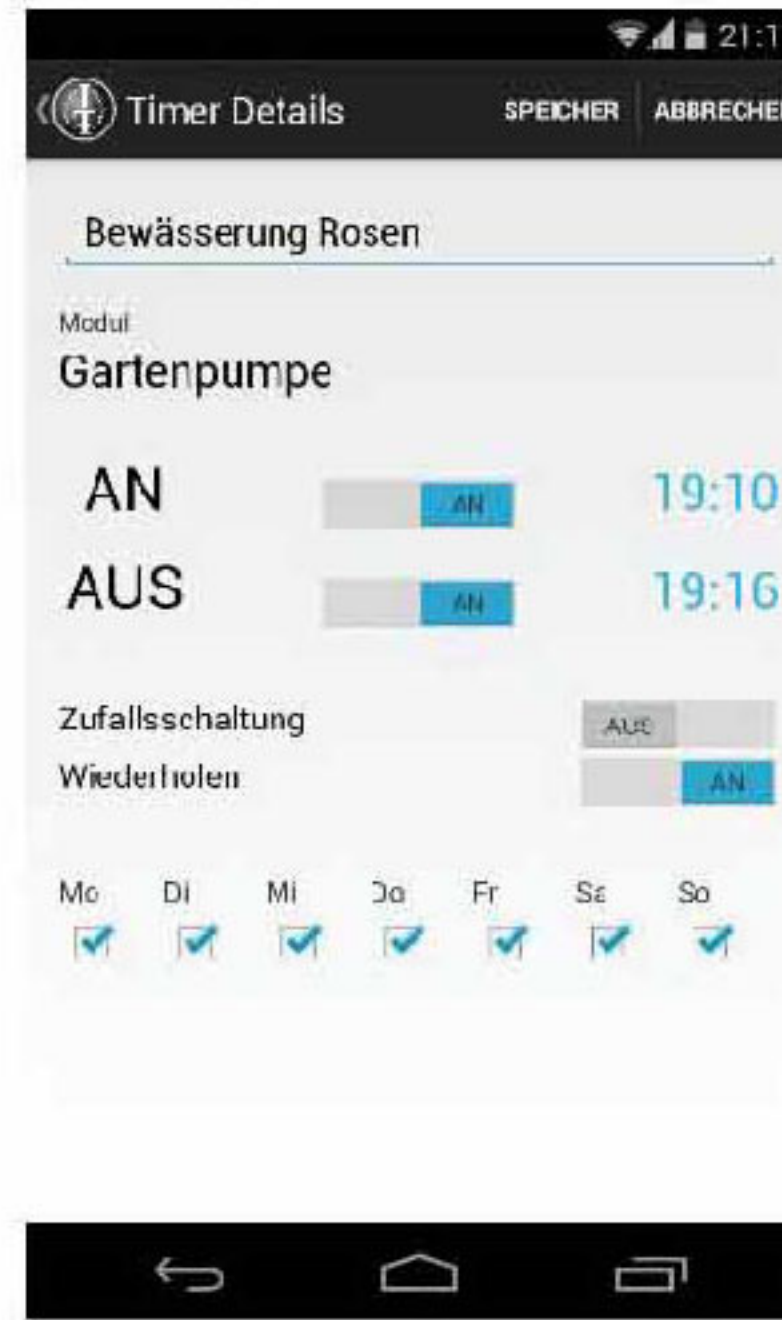 21:1
Timer Details SPEICHER ABBRECHE
Bewässerung Rosen
Modul
Gartenpumpe
AN AN 19:10
AUS AN 19:16
Zufallsschaltung AUS
Wiederholen AN
Mo Di Mi Do Fr Sa So